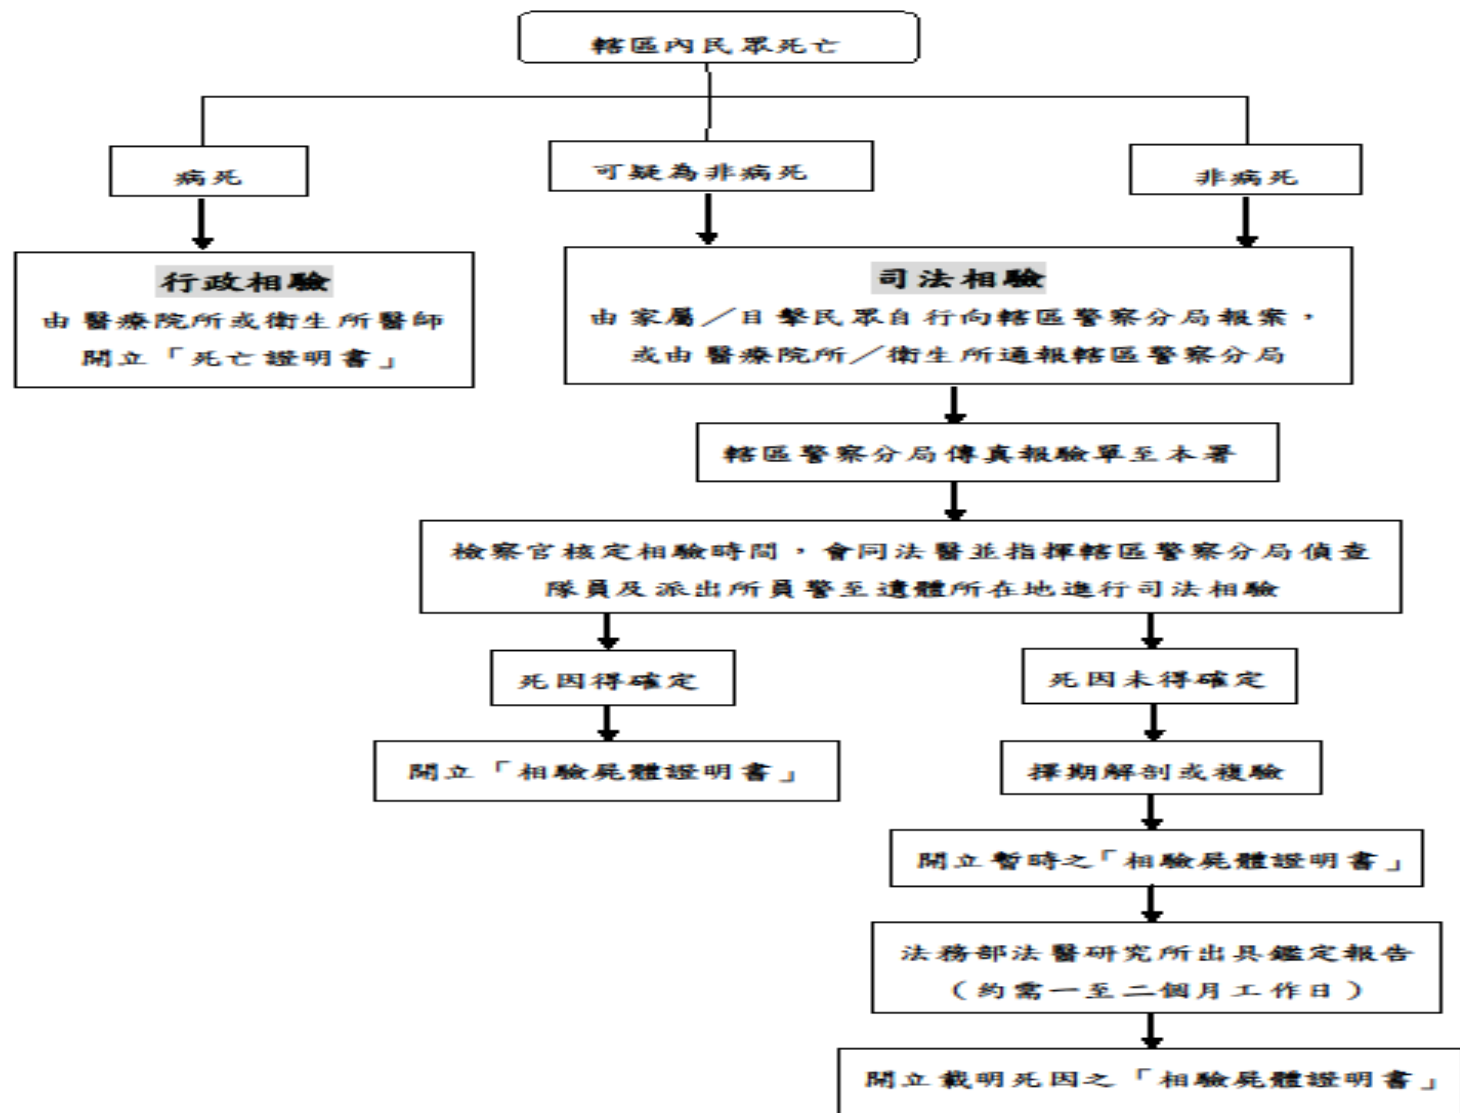 轄區內民眾死亡
病死
可疑為非病死
非病死
行政相驗
由醫療院所或衛生所醫師
開立「死亡證明書」
司法相驗
由家屬／目擊民眾自行向轄區警察分局報案，
或由醫療院所／衛生所通報轄區警察分局
轄區警察分局傳真報驗單至本署
檢察官核定相驗時間，會同法醫並指揮轄區警察分局偵查
隊員及派出所員警至遺體所在地進行司法相驗
死因得確定
死因未得確定
開立「相驗屍體證明書」
擇期解剖或複驗
開立暫時之「相驗屍體證明書」
法務部法醫研究所出具鑑定報告
（約需一至二個月工作日）
開立載明死因之「相驗屍體證明書」